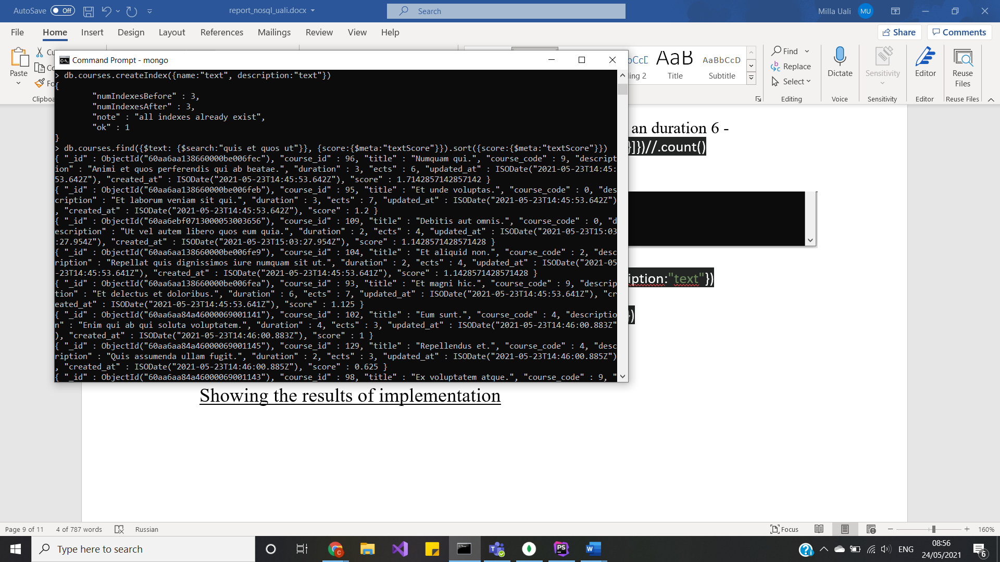 AutoSave Off
report_nosql_uali.docx
Search
Milla Uali MU
File Home Insert Design Layout References Mailings Review View Help
Share Comments
Paste
Clipboa
ing 2
AaB
Title
AaBbCcD
Subtitle
Find
Replace
Select
Editing
Dictate
Voice
Sensitivity
Sensitivity
Editor
Editor
Reuse
Files
Reuse Files
Command Prompt - mongo
> db.courses.createIndex({name:"text", description:"text"})
{
"numIndexesBefore" : 3,
"numIndexesAfter" : 3,
"note" : "all indexes already exist",
"ok" : 1
}
> db.courses.find({$text: {$search:"quis et quos ut"}}, {score:{$meta:"textScore"}}).sort({score:{$meta:"textScore"}})
{ "_id" : ObjectId("60aa6aa138660000be006fec"), "course_id" : 96, "title" : "Numquam qui.", "course_code" : 9, "descript
ion" : "Animi et quos perferendis qui ab beatae.", "duration" : 3, "ects" : 6, "updated_at" : ISODate("2021-05-23T14:45:
53.642Z"), "created_at" : ISODate("2021-05-23T14:45:53.642Z"), "score" : 1.7142857142857142 }
{ "_id" : ObjectId("60aa6aa138660000be006feb"), "course_id" : 95, "title" : "Et unde voluptas.", "course_code" : 0, "des
cription" : "Et laborum veniam sit qui.", "duration" : 3, "ects" : 7, "updated_at" : ISODate("2021-05-23T14:45:53.642Z")
, "created_at" : ISODate("2021-05-23T14:45:53.642Z"), "score" : 1.2 }
{ "_id" : ObjectId("60aa6ebf0713000053003656"), "course_id" : 109, "title" : "Debitis aut omnis.", "course_code" : 0, "d
escription" : "Ut vel autem libero quos eum quia.", "duration" : 2, "ects" : 4, "updated_at" : ISODate("2021-05-23T15:03
:27.954Z"), "created_at" : ISODate("2021-05-23T15:03:27.954Z"), "score" : 1.1428571428571428 }
{ "_id" : ObjectId("60aa6aa138660000be006fe9"), "course_id" : 104, "title" : "Et aliquid non.", "course_code" : 2, "desc
ription" : "Repellat quis dignissimos iure numquam sit ut.", "duration" : 2, "ects" : 4, "updated_at" : ISODate("2021-05
-23T14:45:53.641Z"), "created_at" : ISODate("2021-05-23T14:45:53.641Z"), "score" : 1.1428571428571428 }
{ "_id" : ObjectId("60aa6aa138660000be006fea"), "course_id" : 93, "title" : "Et magni hic.", "course_code" : 9, "descrip
tion" : "Et delectus et doloribus.", "duration" : 6, "ects" : 7, "updated_at" : ISODate("2021-05-23T14:45:53.641Z"), "cr
eated_at" : ISODate("2021-05-23T14:45:53.641Z"), "score" : 1.125 }
{ "_id" : ObjectId("60aa6aa84a46000069001141"), "course_id" : 102, "title" : "Eum sunt.", "course_code" : 4, "descriptio
n" : "Enim qui ab qui soluta voluptatem.", "duration" : 4, "ects" : 3, "updated_at" : ISODate("2021-05-23T14:46:00.883Z"
), "created_at" : ISODate("2021-05-23T14:46:00.883Z"), "score" : 1 }
{ "_id" : ObjectId("60aa6aa84a46000069001145"), "course_id" : 129, "title" : "Repellendus et.", "course_code" : 4, "desc
ription" : "Quis assumenda ullam fugit.", "duration" : 2, "ects" : 3, "updated_at" : ISODate("2021-05-23T14:46:00.885Z")
, "created_at" : ISODate("2021-05-23T14:46:00.885Z"), "score" : 0.625 }
{ "_id" : ObjectId("60aa6aa84a46000069001143"), "course_id" : 98, "title" : "Ex voluptatem atque.", "course_code" : 9, "
an duration 6 -
}]})//.count()
iption:"text"})
})
Showing the results of implementation
Page 9 of 11 4 of 787 words Russian
Focus
160%
Type here to search
ENG
08:56
24/05/2021
6